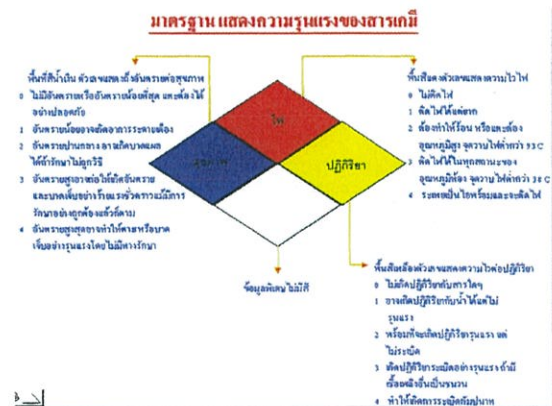 มาตรฐานแสดงความรุนแรงของสารเคมี
พื้นที่สีน้ำเงิน ตัวเลขแสดงถึงอันตรายต่อสุขภาพ
0 ไม่มีอันตรายหรืออันตรายน้อยที่สุด แตะต้องได้
อย่างปลอดภัย
1 อันตรายน้อยอาจเกิดอาการระคายเคือง
2 อันตรายปานกลาง อาจเกิดบาดแผล
ได้ถ้ารักษาไม่ถูกวิธี
3 อันตรายสูงอาจก่อให้เกิดอันตราย
และบาดเจ็บอย่างร้ายแรงชั่วคราวแม้มีการ
รักษาอย่างถูกต้องแล้วก็ตาม
4 อันตรายสูงสุดอาจทำให้ตายหรือบาด
เจ็บอย่างรุนแรงโดยไม่มีทางรักษา
พื้นสีแดงตัวเลขแสดงความไวไฟ
0 ไม่ติดไฟ
1 ติดไฟได้แต่ยาก
2 ต้องทำให้ร้อน หรือแตะต้อง
อุณหภูมิสูง จุดวาบไฟต่ำกว่า 93 C
3 ติดไฟได้ในทุกสถานะของ
อุณหภูมิห้อง จุดวาบไฟต่ำกว่า 38 C
4 ระเหยเป็นไอพร้อมและจะติดไฟ
ไฟ
สุขภาพ
ปฏิกิริยา
ข้อมูลพิเศษไม่มีสี
พื้นสีเหลืองตัวเลขแสดงความไวต่อปฏิกิริยา
0 ไม่เกิดปฏิกิริยากับสารใดๆ
1 อาจเกิดปฏิกิริยากับน้ำได้แต่ไม่
รุนแรง
2 พร้อมที่จะเกิดปฏิกิริยารุนแรง แต่
ไม่ระเบิด
3 เกิดปฏิกิริยาระเบิดอย่างรุนแรงถ้ามี
เชื้อเพลิงอื่นเป็นชนวน
4 ทำให้เกิดการระเบิดกัมปนาท